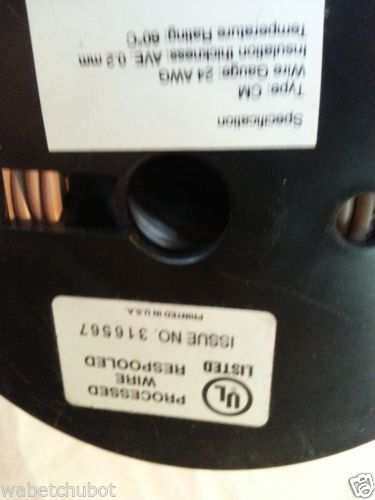 Specification
Type: CM
Wire Gauge: 24 AWG
Insulation thickness: AVE. 0.2 mm
Temperature Rating: 60°C
UL
PROCESSED
WIRE
LISTED RESPOOLED
ISSUE NO. 316567
PRINTED IN U.S.A.
ebay
wabetchubot